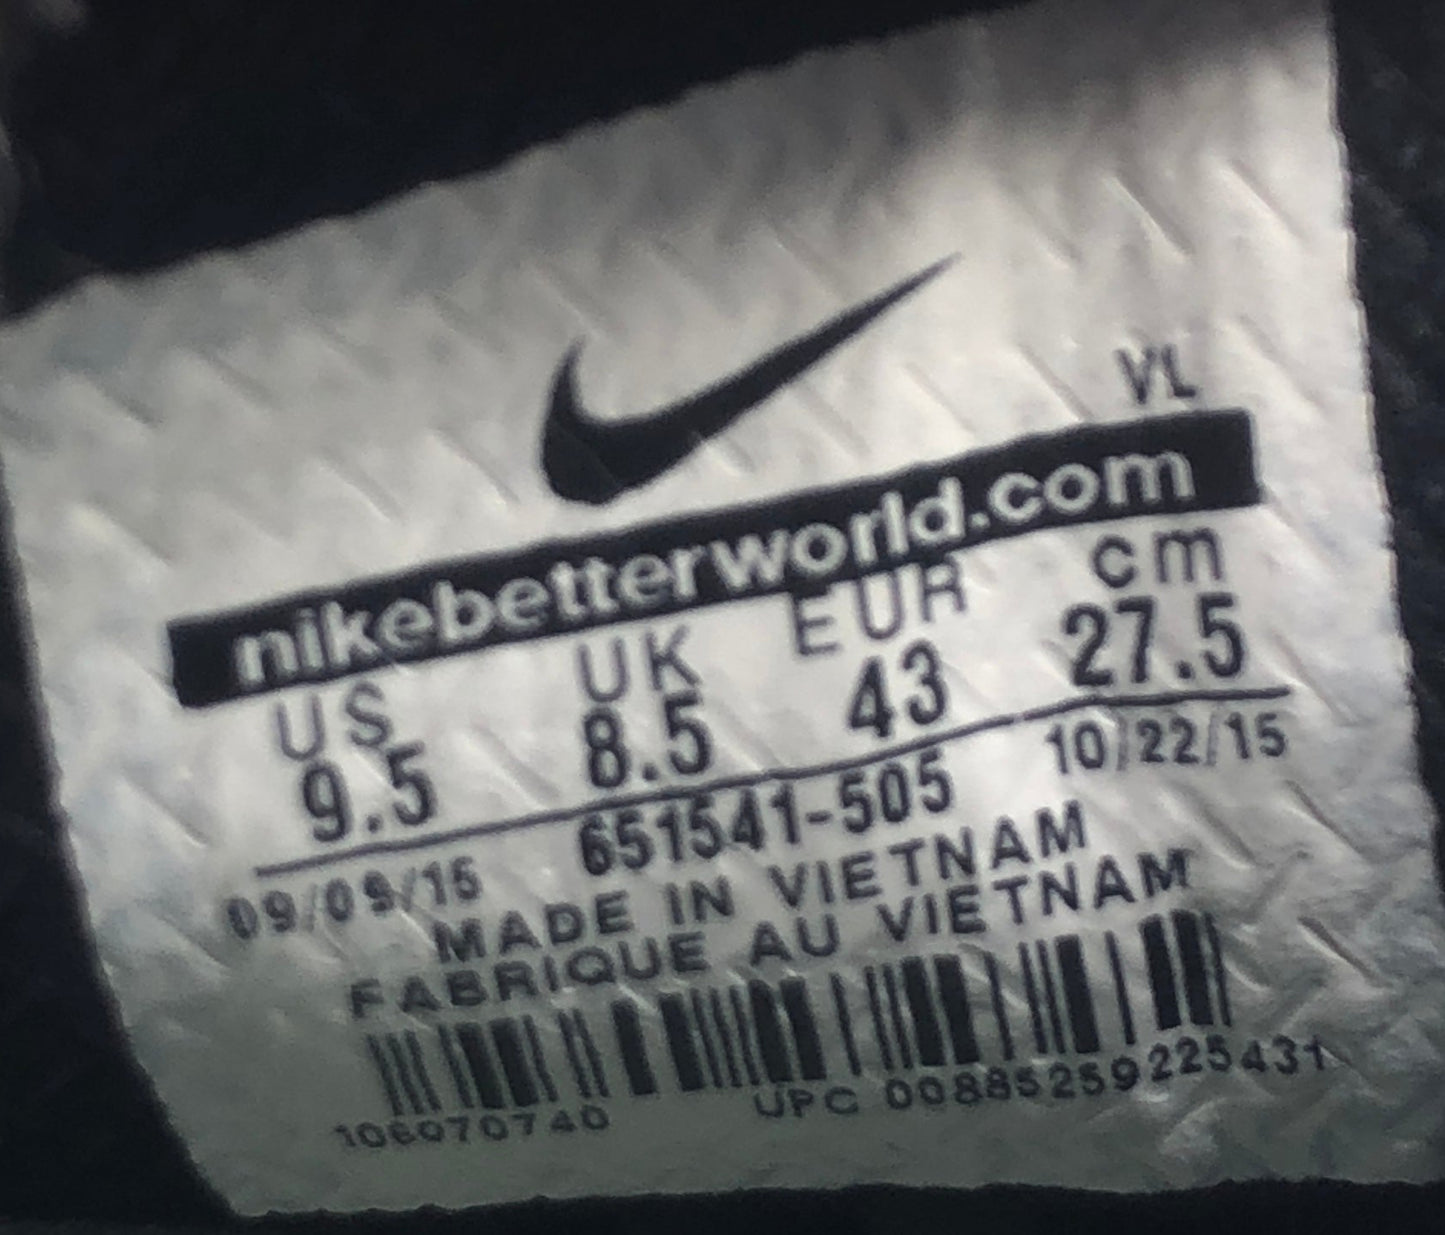 VL
nikebetterworld.com
US UK EUR cm
9.5 8.5 43 27.5
09/09/15 651541-505 10/22/15
MADE IN VIETNAM
FABRIQUE AU VIETNAM
106070740 UPC 00885259225431